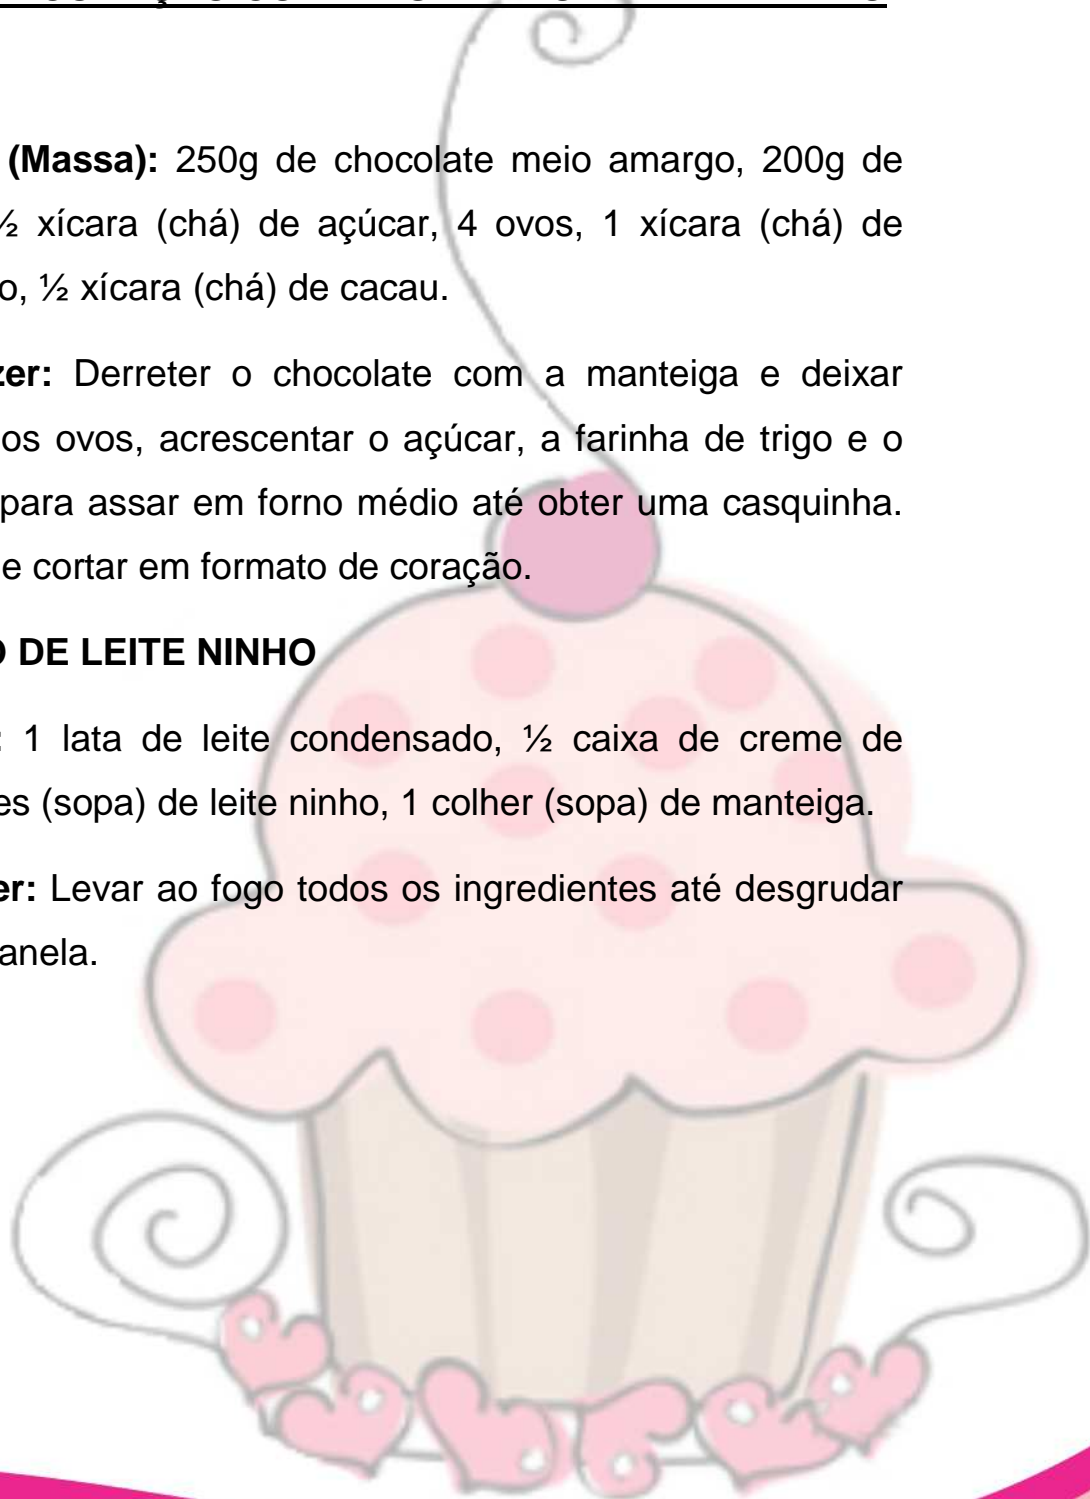 (Massa): 250g de chocolate meio amargo, 200g de
½ xícara (chá) de açúcar, 4 ovos, 1 xícara (chá) de
o, ½ xícara (chá) de cacau.
zer: Derreter o chocolate com a manteiga e deixar
os ovos, acrescentar o açúcar, a farinha de trigo e o
para assar em forno médio até obter uma casquinha.
e cortar em formato de coração.
O DE LEITE NINHO
: 1 lata de leite condensado, ½ caixa de creme de
es (sopa) de leite ninho, 1 colher (sopa) de manteiga.
er: Levar ao fogo todos os ingredientes até desgrudar
anela.